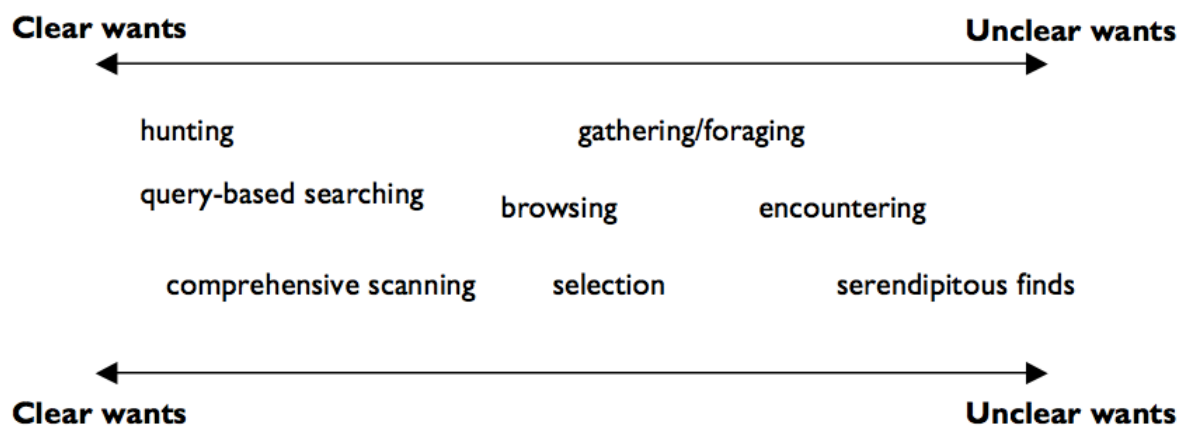 Clear wants
Unclear wants
hunting
gathering/foraging
query-based searching
browsing
encountering
comprehensive scanning
selection
serendipitous finds
Clear wants
Unclear wants